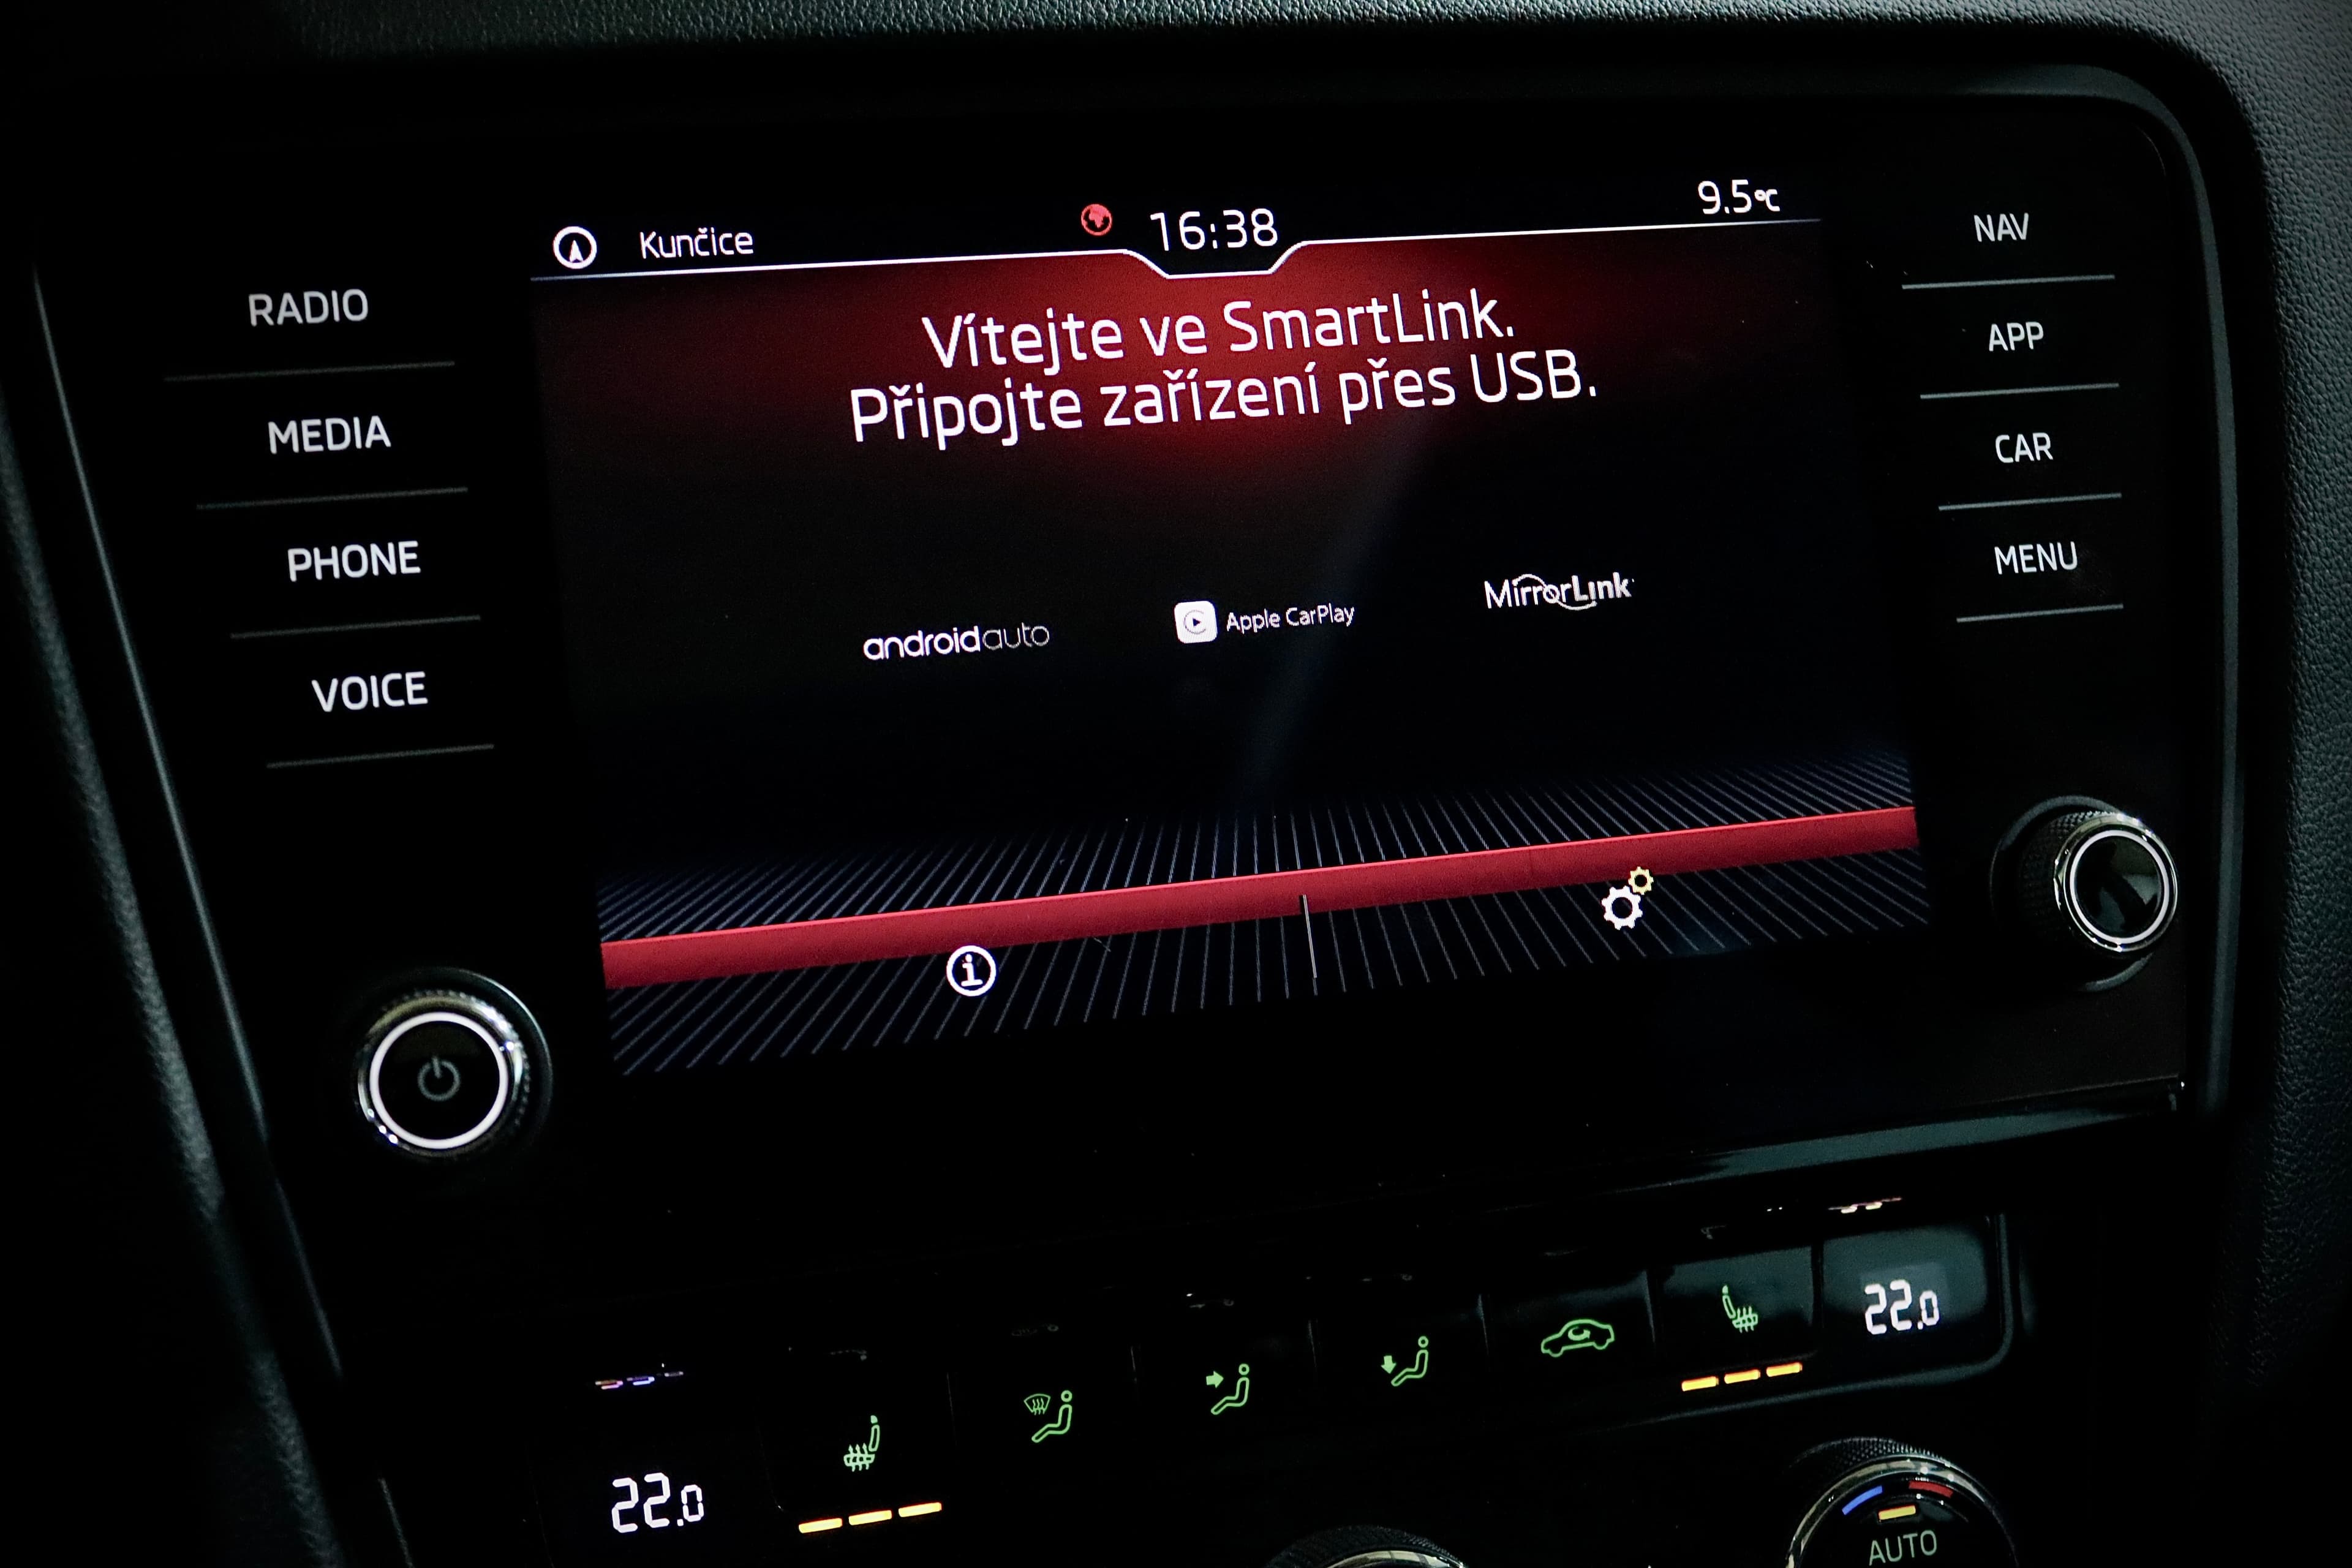 Kunčice
16:38
9.5°C
Vítejte ve SmartLink.
Připojte zařízení přes USB.
androidauto
Apple CarPlay
MirrorLink
RADIO
MEDIA
PHONE
VOICE
NAV
APP
CAR
MENU
22.0
22.0
AUTO